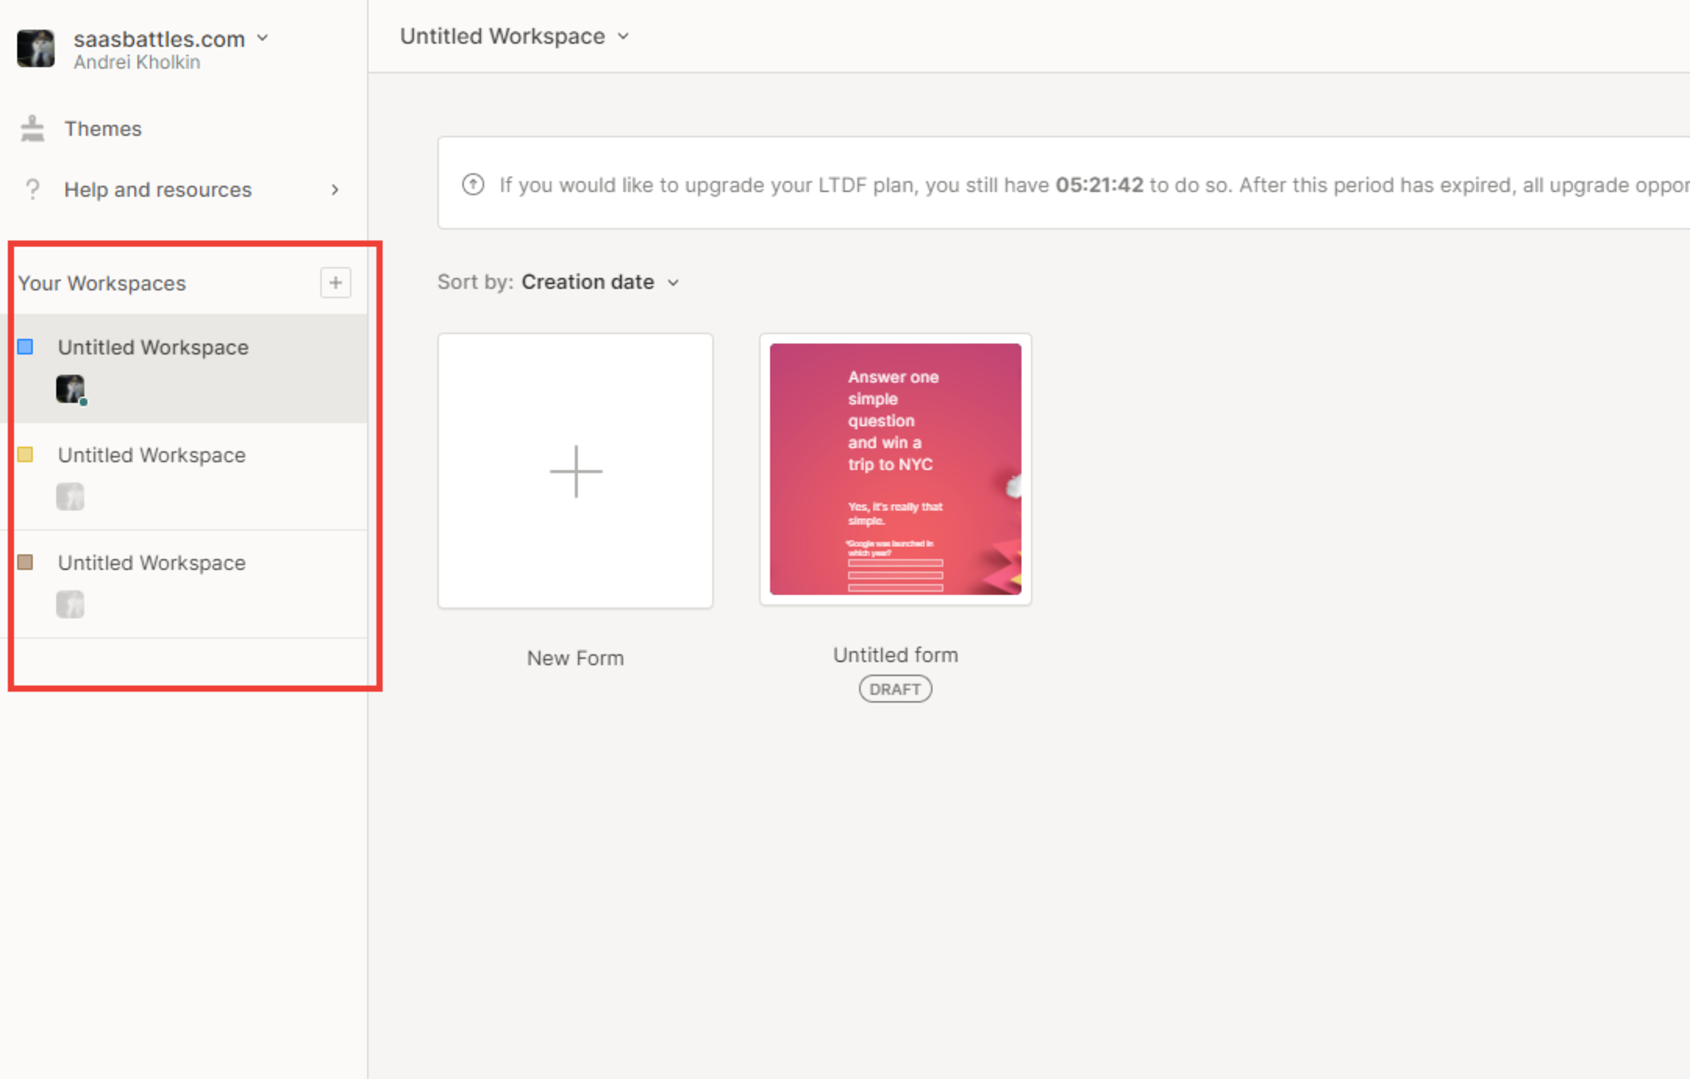 saasbattles.com
Andrei Kholkin
Themes
Help and resources
Your Workspaces
Untitled Workspace
Untitled Workspace
Untitled Workspace
Untitled Workspace
If you would like to upgrade your LTDF plan, you still have 05:21:42 to do so. After this period has expired, all upgrade oppor
Sort by: Creation date
New Form
Answer one
simple
question
and win a
trip to NYC
Yes, it's really that
simple.
*Google was launched in
which year?
Untitled form
DRAFT